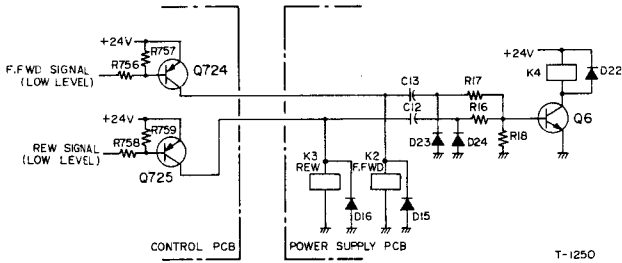 +24V
R757
R756
Q724
F.FWD SIGNAL
(LOW LEVEL)
+24V
R759
R758
REW SIGNAL
(LOW LEVEL)
Q725
C13
R17
C12
R16
+24V
K4
D22
Q6
D23
D24
R18
K3
REW
K2
F.FWD
D16
D15
CONTROL PCB
POWER SUPPLY PCB
T-1250